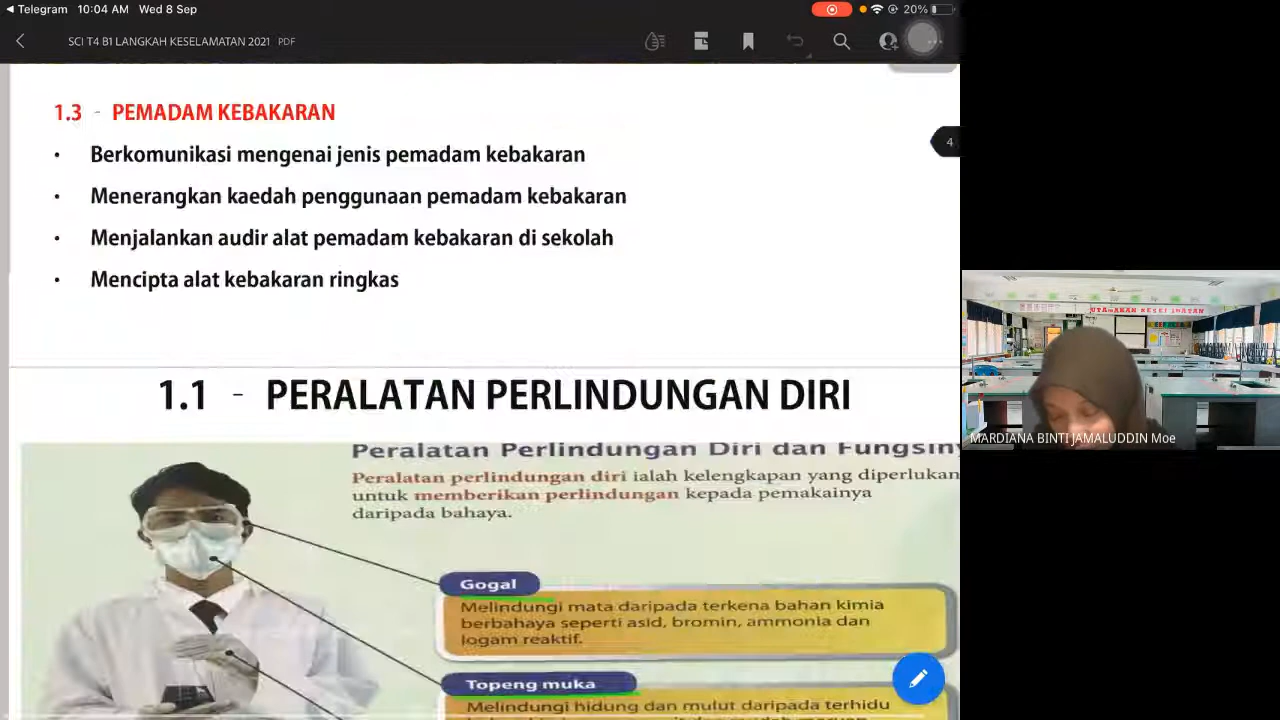 Telegram 10:04 AM Wed 8 Sep 20%
SCI T4 B1 LANGKAH KESELAMATAN 2021 PDF
1.3 - PEMADAM KEBAKARAN
• Berkomunikasi mengenai jenis pemadam kebakaran
• Menerangkan kaedah penggunaan pemadam kebakaran
• Menjalankan audir alat pemadam kebakaran di sekolah
• Mencipta alat kebakaran ringkas
4
1.1 - PERALATAN PERLINDUNGAN DIRI
Peralatan Perlindungan Diri dan Fungsin
Peralatan perlindungan diri ialah kelengkapan yang diperlukan
untuk memberikan perlindungan kepada pemakainya
daripada bahaya.
Gogal
Melindungi mata daripada terkena bahan kimia
berbahaya seperti asid, bromin, ammonia dan
logam reaktif.
Topeng muka
Melindungi hidung dan mulut daripada terhidu
MARDIANA BINTI JAMALUDDIN Moe